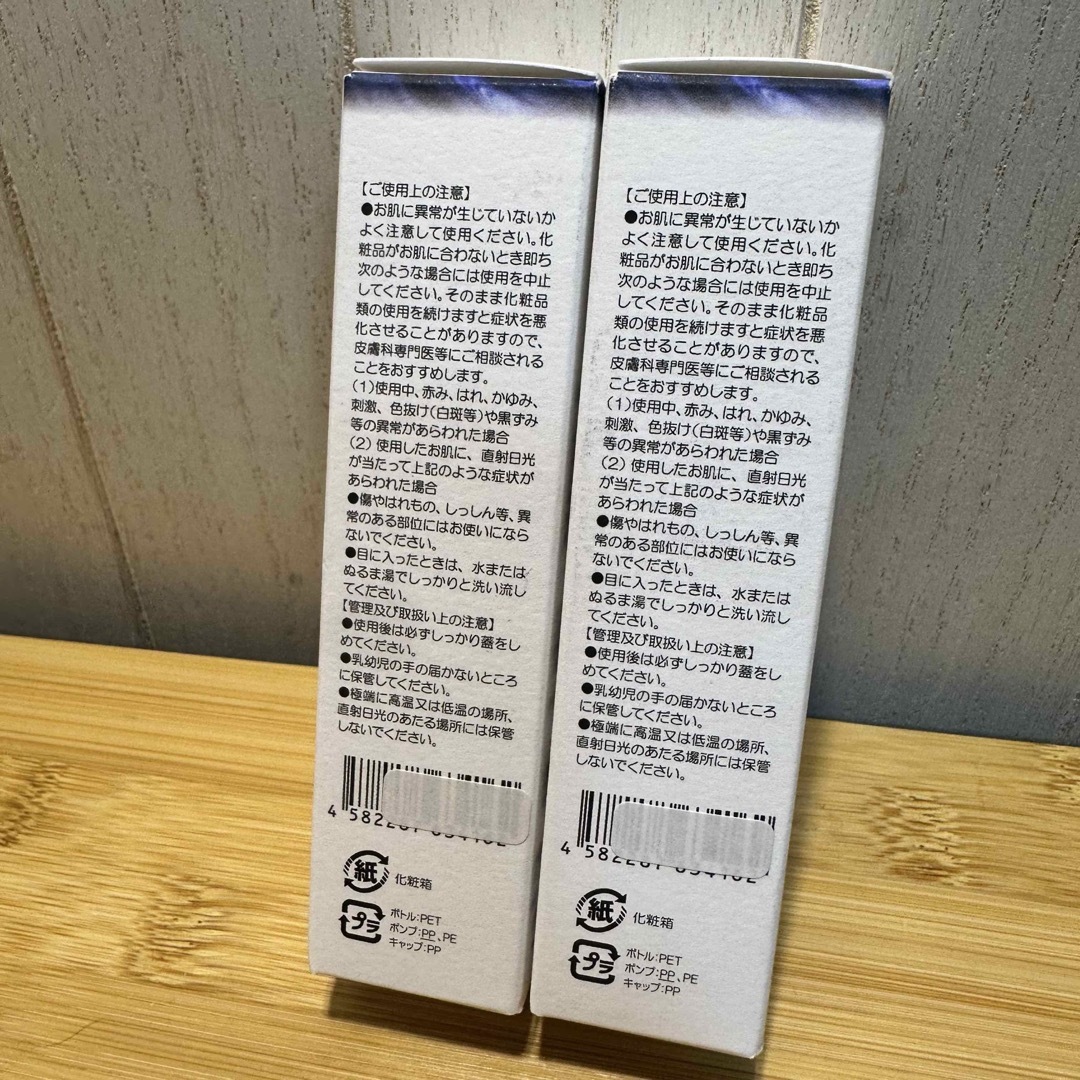 【ご使用上の注意】
●お肌に異常が生じていないか
よく注意して使用ください。化
粧品がお肌に合わないとき即ち
次のような場合には使用を中止
してください。そのまま化粧品
類の使用を続けますと症状を悪
化させることがありますので、
皮膚科専門医等にご相談される
ことをおすすめします。
(1)使用中、赤み、はれ、かゆみ、
刺激、色抜け(白斑等)や黒ずみ
等の異常があらわれた場合
(2) 使用したお肌に、直射日光
が当たって上記のような症状が
あらわれた場合
●傷やはれもの、しっしん等、異
常のある部位にはお使いになら
ないでください。
●目に入ったときは、水または
ぬるま湯でしっかりと洗い流し
てください。
【管理及び取扱い上の注意】
●使用後は必ずしっかり蓋をし
めてください。
●乳幼児の手の届かないところ
に保管してください。
●極端に高温又は低温の場所、
直射日光のあたる場所には保管
しないでください。
4
紙 化粧箱
プラ ボトル:PET
ポンプ:PP、PE
キャップ:PP
【ご使用上の注意】
●お肌に異常が生じていないか
よく注意して使用ください。化
粧品がお肌に合わないとき即ち
次のような場合には使用を中止
してください。そのまま化粧品
類の使用を続けますと症状を悪
化させることがありますので、
皮膚科専門医等にご相談される
ことをおすすめします。
(1)使用中、赤み、はれ、かゆみ、
刺激、色抜け(白斑等)や黒ずみ
等の異常があらわれた場合
(2) 使用したお肌に、直射日光
が当たって上記のような症状が
あらわれた場合
●傷やはれもの、しっしん等、異
常のある部位にはお使いになら
ないでください。
●目に入ったときは、水または
ぬるま湯でしっかりと洗い流し
てください。
【管理及び取扱い上の注意】
●使用後は必ずしっかり蓋をし
めてください。
●乳幼児の手の届かないところ
に保管してください。
●極端に高温又は低温の場所、
直射日光のあたる場所には保管
しないでください。
4
紙 化粧箱
プラ ボトル:PET
ポンプ:PP、PE
キャップ:PP